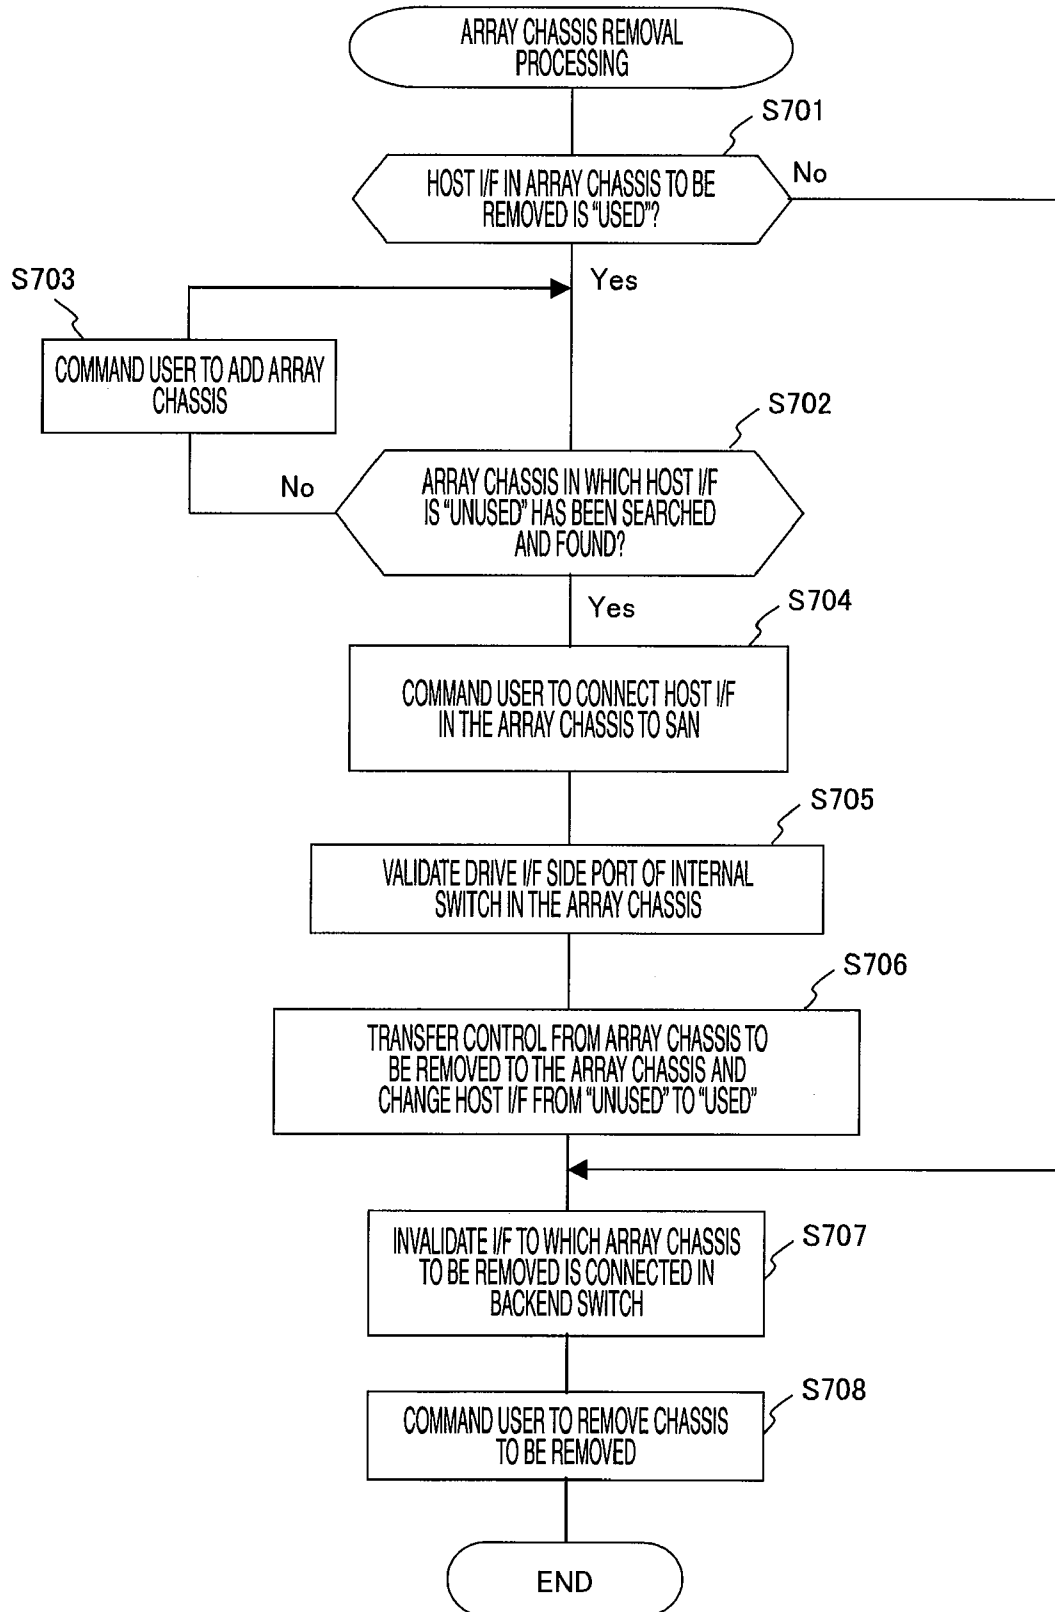 ARRAY CHASSIS REMOVAL
PROCESSING
S701
HOST I/F IN ARRAY CHASSIS TO BE
REMOVED IS “USED”?
No
Yes
S703
COMMAND USER TO ADD ARRAY
CHASSIS
S702
ARRAY CHASSIS IN WHICH HOST I/F
IS “UNUSED” HAS BEEN SEARCHED
AND FOUND?
No
Yes
S704
COMMAND USER TO CONNECT HOST I/F
IN THE ARRAY CHASSIS TO SAN
S705
VALIDATE DRIVE I/F SIDE PORT OF INTERNAL
SWITCH IN THE ARRAY CHASSIS
S706
TRANSFER CONTROL FROM ARRAY CHASSIS TO
BE REMOVED TO THE ARRAY CHASSIS AND
CHANGE HOST I/F FROM “UNUSED” TO “USED”
S707
INVALIDATE I/F TO WHICH ARRAY CHASSIS
TO BE REMOVED IS CONNECTED IN
BACKEND SWITCH
S708
COMMAND USER TO REMOVE CHASSIS
TO BE REMOVED
END